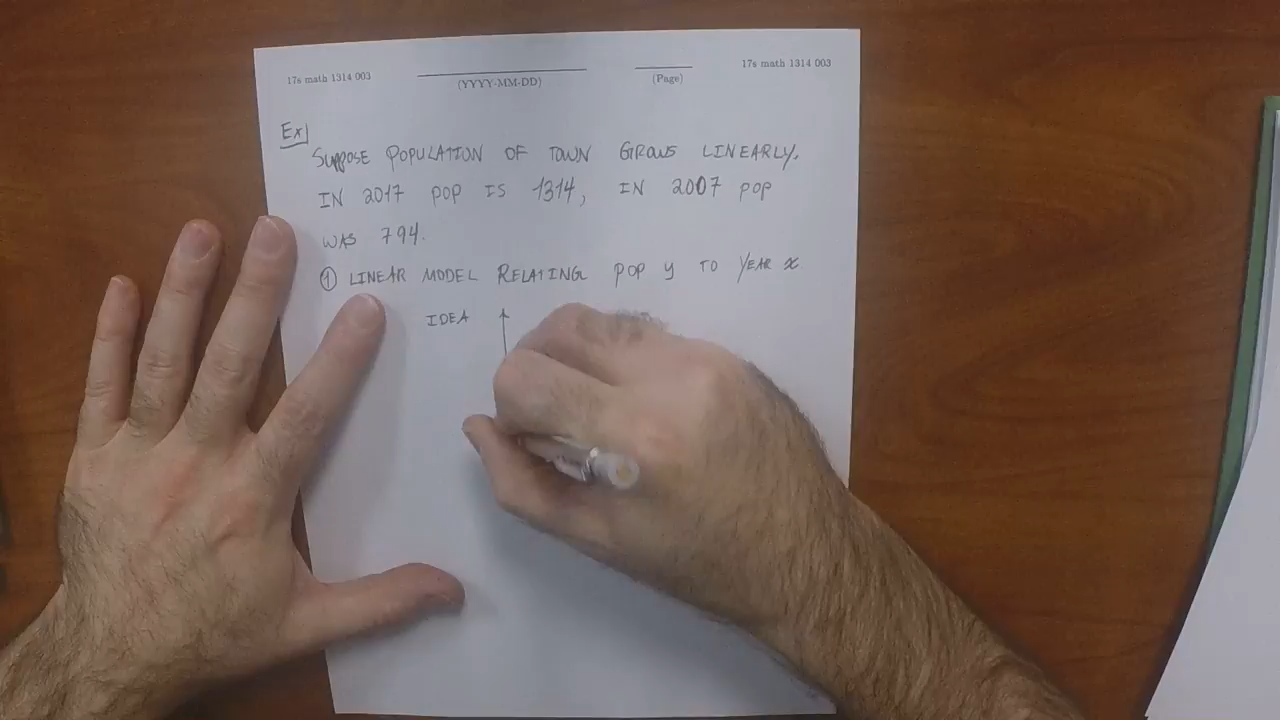 17s math 1314 003 (YYYY-MM-DD) (Page) 17s math 1314 003
Ex
SUPPOSE POPULATION OF TOWN GROWS LINEARLY.
IN 2017 POP IS 1314, IN 2007 POP
WAS 794.
① LINEAR MODEL RELATING POP y TO YEAR x.
IDEA